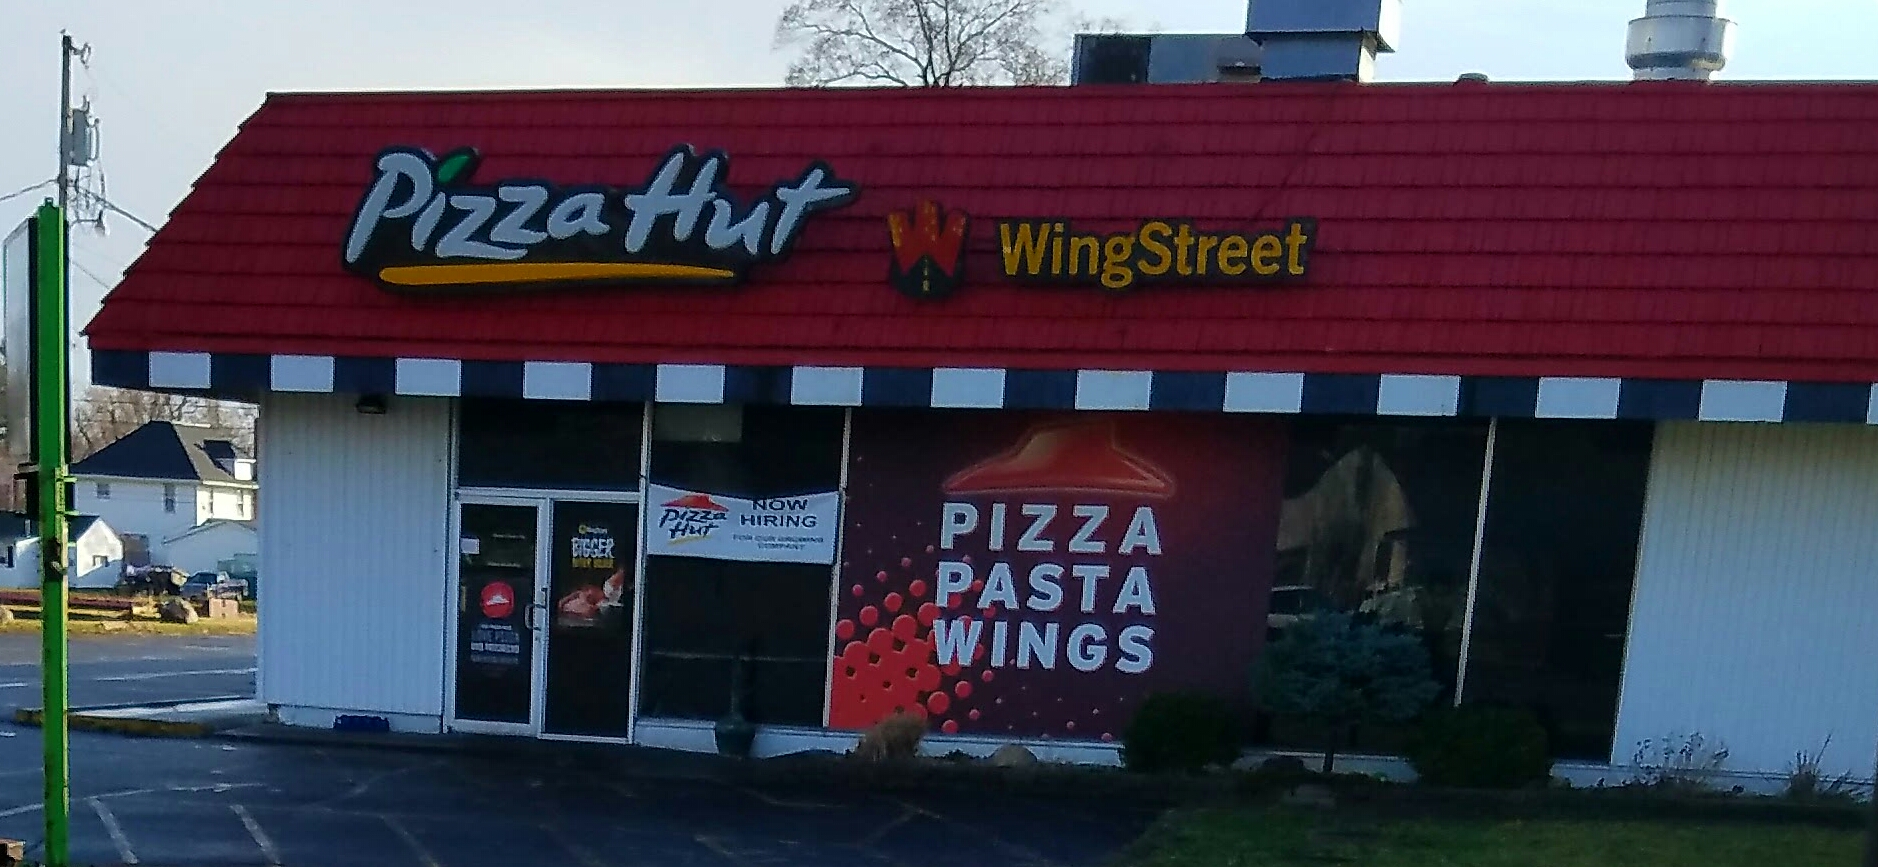 Pizza Hut
WingStreet
Pizza
Hut
NOW
HIRING
FOR OUR GROWING
COMPANY
BIGGER
PIZZA
PASTA
WINGS